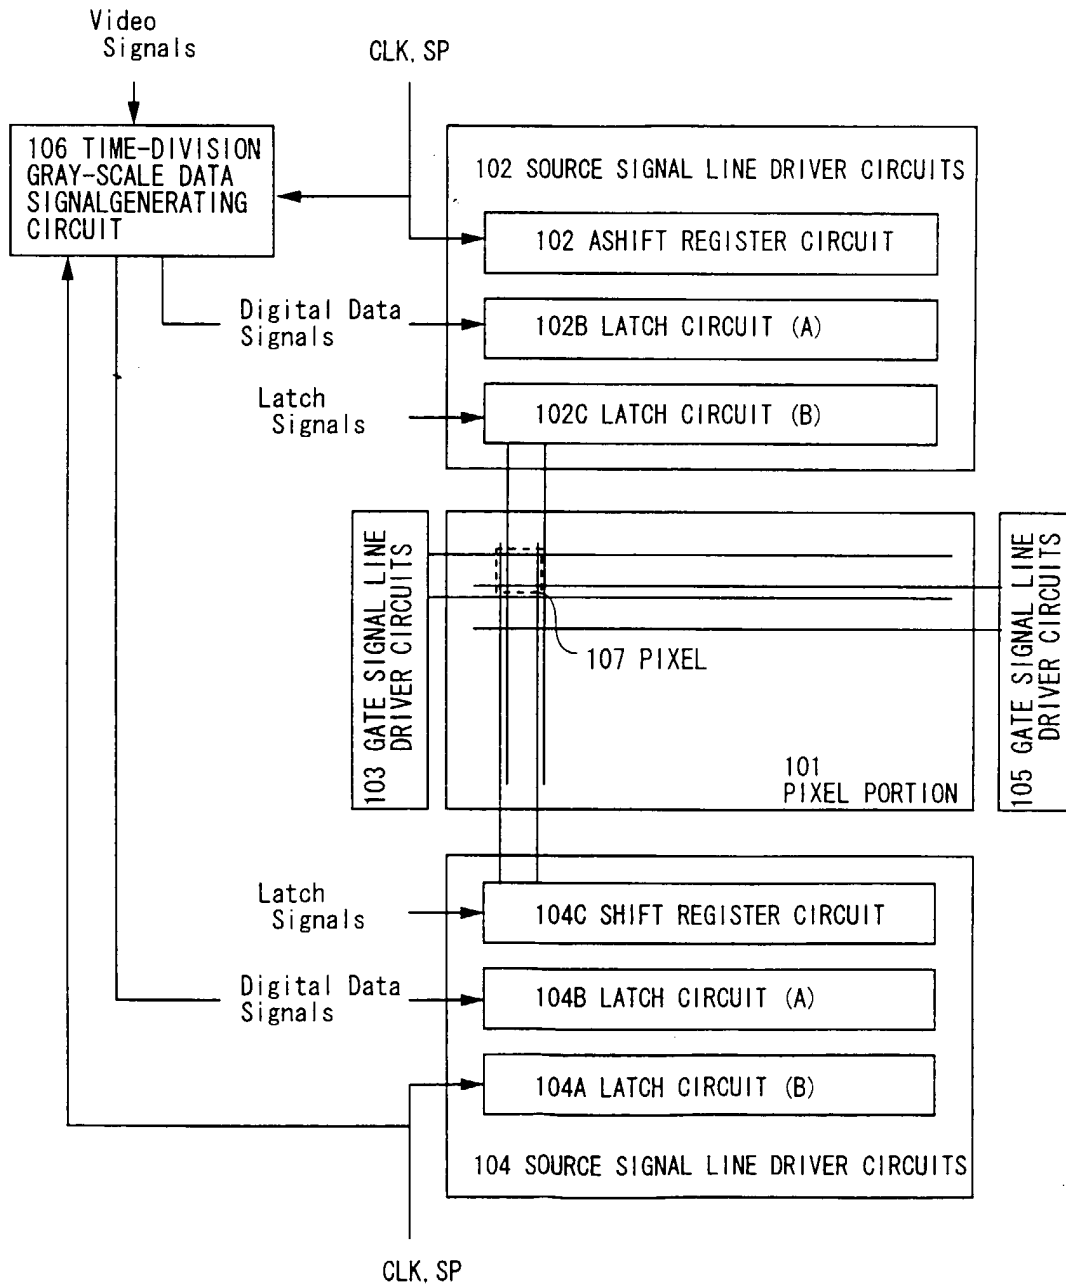 Video
Signals
CLK, SP
106 TIME-DIVISION
GRAY-SCALE DATA
SIGNALGENERATING
CIRCUIT
102 SOURCE SIGNAL LINE DRIVER CIRCUITS
102 ASHIFT REGISTER CIRCUIT
Digital Data
Signals
102B LATCH CIRCUIT (A)
Latch
Signals
102C LATCH CIRCUIT (B)
103 GATE SIGNAL LINE
DRIVER CIRCUITS
107 PIXEL
101
PIXEL PORTION
105 GATE SIGNAL LINE
DRIVER CIRCUITS
Latch
Signals
104C SHIFT REGISTER CIRCUIT
Digital Data
Signals
104B LATCH CIRCUIT (A)
104A LATCH CIRCUIT (B)
104 SOURCE SIGNAL LINE DRIVER CIRCUITS
CLK, SP